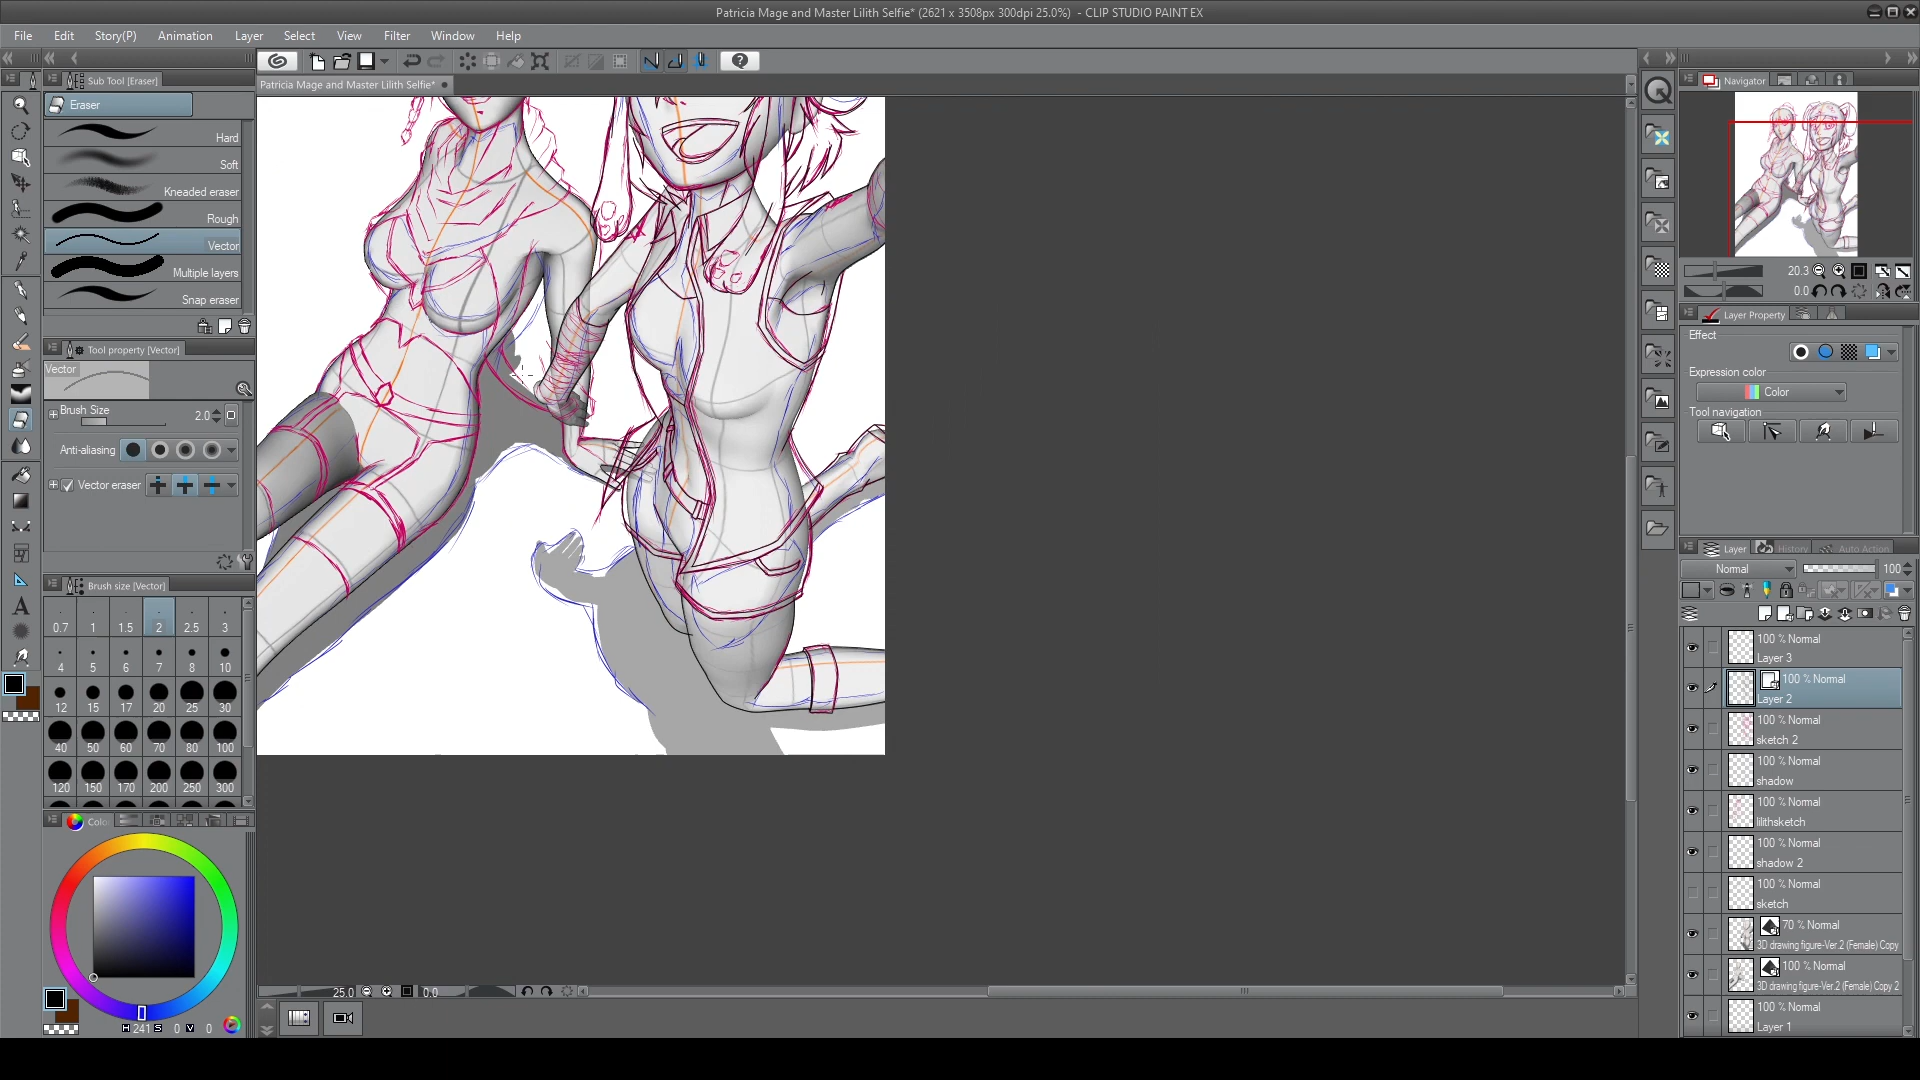 Patricia Mage and Master Lilith Selfie* (2621 x 3508px 300dpi 25.0%) - CLIP STUDIO PAINT EX
File Edit Story(P) Animation Layer Select View Filter Window Help
Sub Tool [Eraser]
Patricia Mage and Master Lilith Selfie*
Navigator
Eraser
Hard
Soft
Kneaded eraser
Rough
Vector
Multiple layers
Snap eraser
20.3
0.0
Tool property [Vector]
Vector
Brush Size 2.0
Anti-aliasing
Vector eraser
Layer Property
Effect
Expression color
Color
Tool navigation
Brush size [Vector]
0.7 1 1.5 2 2.5 3
4 5 6 7 8 10
12 15 17 20 25 30
40 50 60 70 80 100
120 150 170 200 250 300
Layer History Auto Action
Normal 100
100 % Normal
Layer 3
100 % Normal
Layer 2
100 % Normal
sketch 2
100 % Normal
shadow
100 % Normal
lilithsketch
100 % Normal
shadow 2
100 % Normal
sketch
70 % Normal
3D drawing figure-Ver.2 (Female) Copy
100 % Normal
3D drawing figure-Ver.2 (Female) Copy 2
100 % Normal
Layer 1
Colo
H 241 S 0 V 0
25.0 0.0